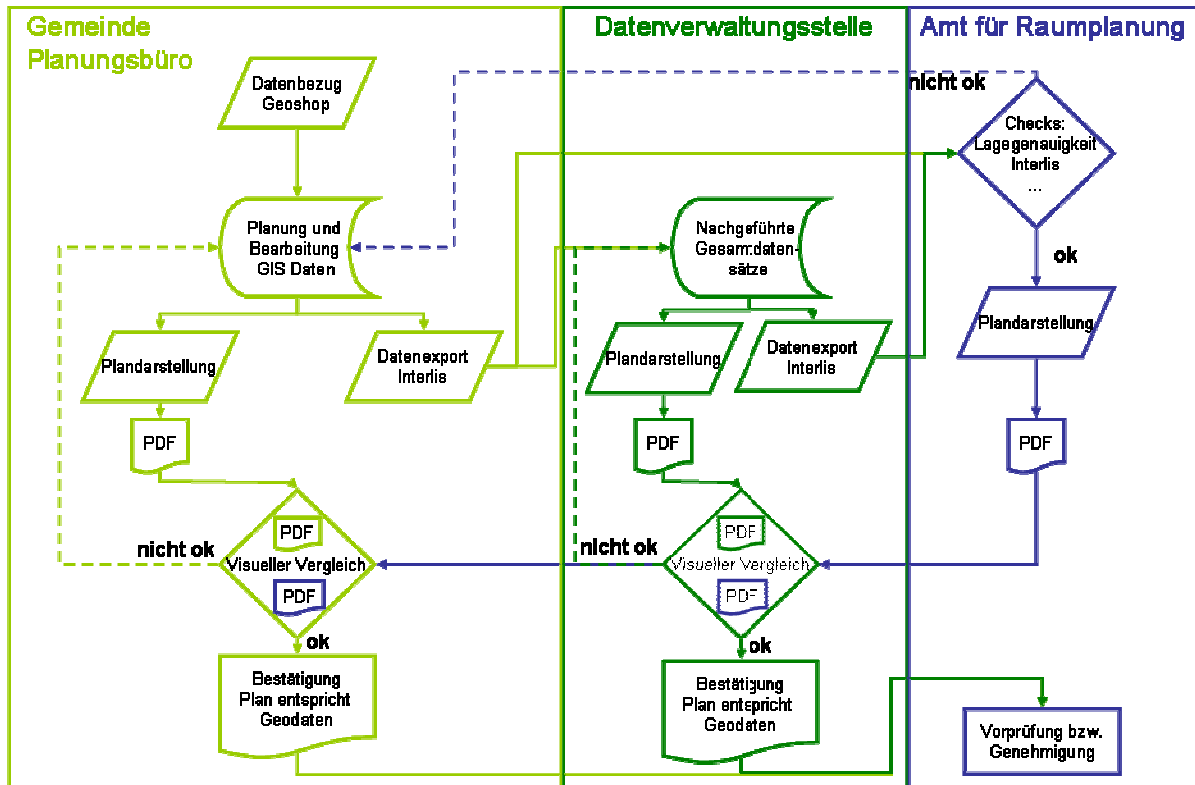 Gemeinde
Planungsbüro
Datenbezug
Geoshop
Planung und
Bearbeitung
GIS Daten
Plandarstellung
Datenexport
Interlis
PDF
nicht ok
PDF
Visueller Vergleich
PDF
ok
Bestätigung
Plan entspricht
Geodaten
Datenverwaltungsstelle
Nachgeführte
Gesamtdaten-
sätze
Plandarstellung
Datenexport
Interlis
PDF
nicht ok
PDF
Visueller Vergleich
PDF
ok
Bestätigung
Plan entspricht
Geodaten
Amt für Raumplanung
nicht ok
Checks:
Lagegenauigkeit
Interlis
...
ok
Plandarstellung
PDF
Vorprüfung bzw.
Genehmigung